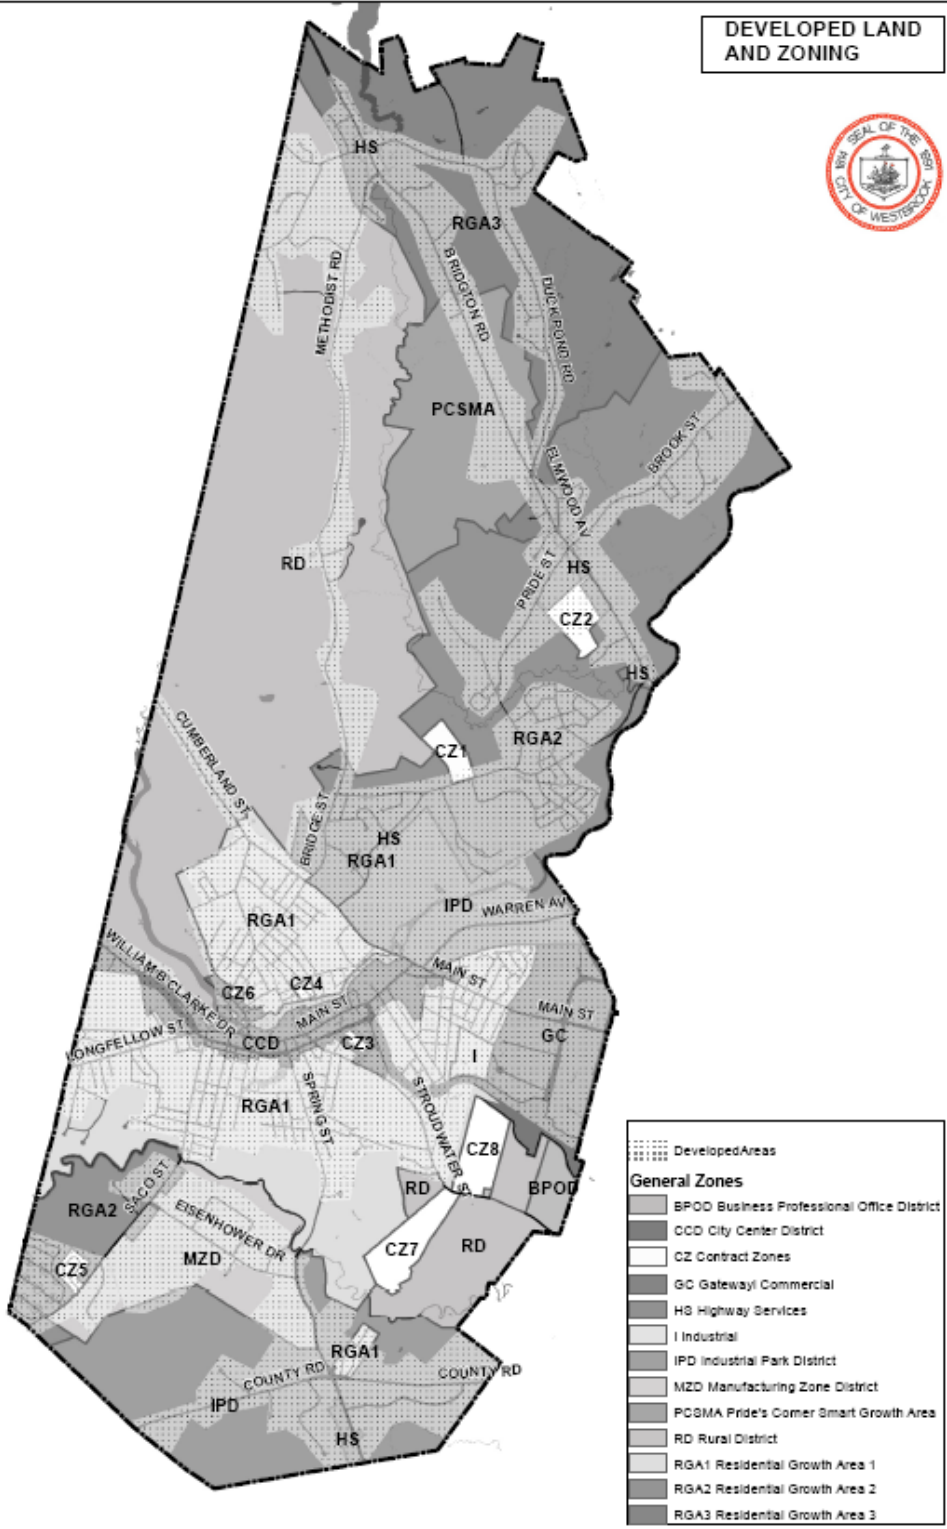 DEVELOPED LAND
AND ZONING
SEAL OF THE
CITY OF WESTBROOK
1814
1891
HS
RGA3
METHODIST RD
BRIDGTON RD
DUCK POND RD
PCSMA
BROOK ST
ELMWOOD AV
RD
PRIDE ST
HS
CZ2
HS
CUMBERLAND ST
CZ1
RGA2
BRIDGE ST
HS
RGA1
IPD
WARREN AV
RGA1
WILLIAM B CLARKE DR
CZ6
CZ4
MAIN ST
MAIN ST
MAIN ST
LONGFELLOW ST
CCD
CZ3
I
GC
RGA1
SPRING ST
STROUDWATER S
CZ8
RD
BPOD
SACO ST
RGA2
EISENHOWER DR
MZD
CZ7
RD
CZ5
RGA1
COUNTY RD
COUNTY RD
IPD
HS
DevelopedAreas
General Zones
BPOD Business Professional Office District
CCD City Center District
CZ Contract Zones
GC Gatewayl Commercial
HS Highway Services
I Industrial
IPD Industrial Park District
MZD Manufacturing Zone District
PCSMA Pride's Corner Smart Growth Area
RD Rural District
RGA1 Residential Growth Area 1
RGA2 Residential Growth Area 2
RGA3 Residential Growth Area 3